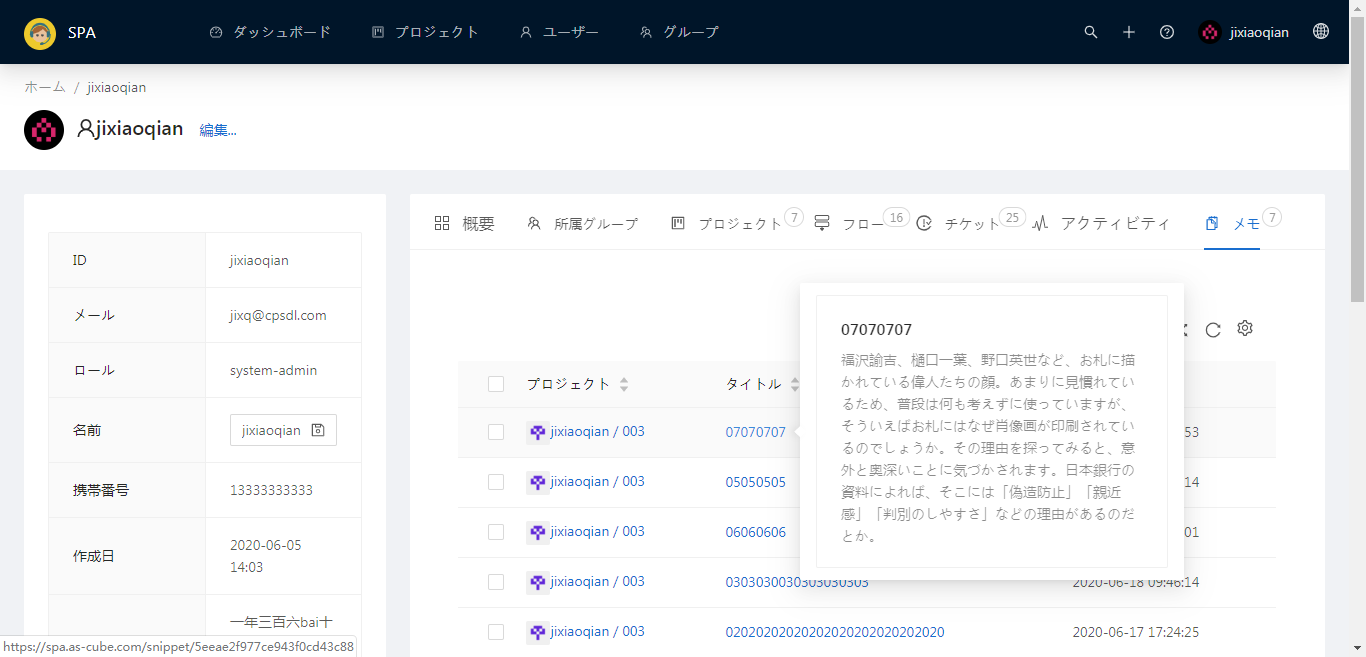 SPA ダッシュボード プロジェクト ユーザー グループ jixiaoqian
ホーム / jixiaoqian
jixiaoqian 編集...
概要 所属グループ プロジェクト 7 フロー 16 チケット 25 アクティビティ メモ 7
ID jixiaoqian
メール jixq@cpsdl.com
ロール system-admin
名前 jixiaoqian
携帯番号 13333333333
作成日 2020-06-05
14:03
一年三百六bai十
プロジェクト タイトル
jixiaoqian / 003 07070707 53
jixiaoqian / 003 05050505 14
jixiaoqian / 003 06060606 01
jixiaoqian / 003 0303030030303030303 2020-06-18 09:46:14
jixiaoqian / 003 02020202020202020202020202020 2020-06-17 17:24:25
07070707
福沢諭吉、樋口一葉、野口英世など、お札に描
かれている偉人たちの顔。あまりに見慣れてい
るため、普段は何も考えずに使っていますが、
そういえばお札にはなぜ肖像画が印刷されてい
るのでしょうか。その理由を探ってみると、意
外と奥深いことに気づかされます。日本銀行の
資料によれば、そこには「偽造防止」「親近
感」「判別のしやすさ」などの理由があるのだ
とか。
https://spa.as-cube.com/snippet/5eeae2f977ce943f0cd43c88